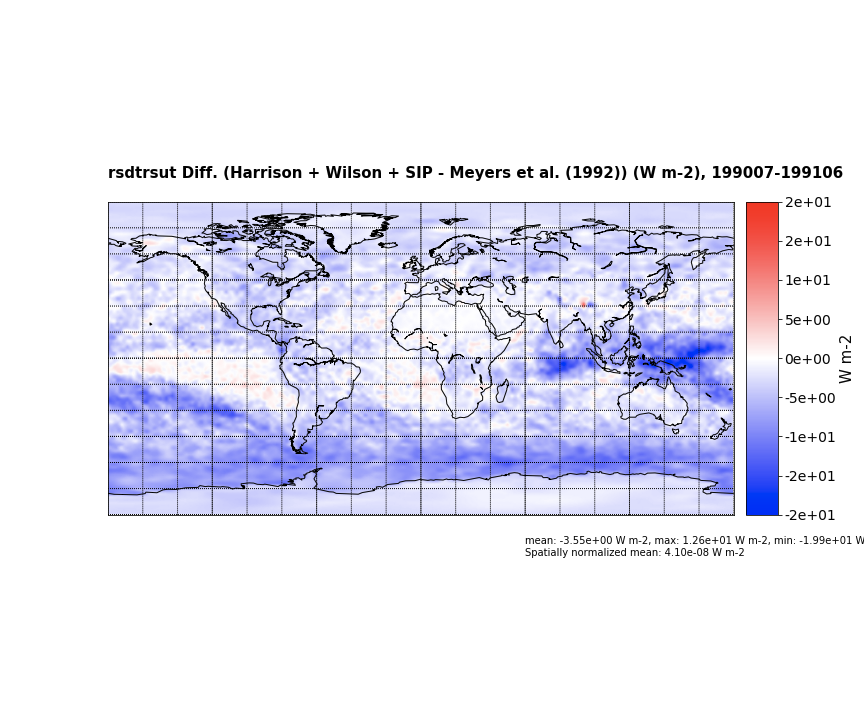 rsdtrsut Diff. (Harrison + Wilson + SIP - Meyers et al. (1992)) (W m-2), 199007-199106
2e+01
2e+01
1e+01
5e+00
0e+00
-5e+00
-1e+01
-2e+01
-2e+01
W m-2
mean: -3.55e+00 W m-2, max: 1.26e+01 W m-2, min: -1.99e+01 W
Spatially normalized mean: 4.10e-08 W m-2